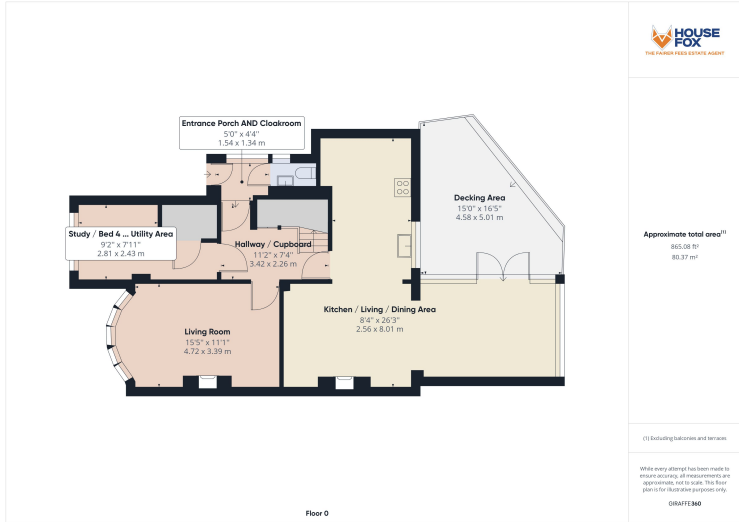 Entrance Porch AND Cloakroom
5'0" x 4'4"
1.54 x 1.34 m
Decking Area
15'0" x 16'5"
4.58 x 5.01 m
Study / Bed 4 ... Utility Area
9'2" x 7'11"
2.81 x 2.43 m
Hallway / Cupboard
11'2" x 7'4"
3.42 x 2.26 m
Kitchen / Living / Dining Area
8'4" x 26'3"
2.56 x 8.01 m
Living Room
15'5" x 11'1"
4.72 x 3.39 m
Floor 0
HOUSE
FOX
THE FAIRER FEES ESTATE AGENT
Approximate total area(1)
865.08 ft²
80.37 m²
(1) Excluding balconies and terraces
While every attempt has been made to
ensure accuracy, all measurements are
approximate, not to scale. This floor
plan is for illustrative purposes only.
GIRAFFE360